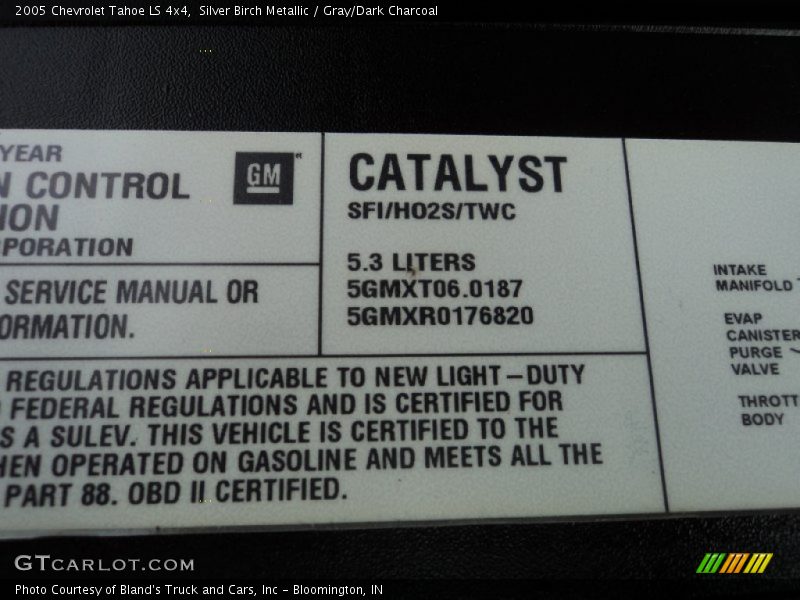 2005 Chevrolet Tahoe LS 4x4, Silver Birch Metallic / Gray/Dark Charcoal
YEAR
N CONTROL
ION
PORATION
GM
SERVICE MANUAL OR
ORMATION.
CATALYST
SFI/HO2S/TWC
5.3 LITERS
5GMXT06.0187
5GMXR0176820
REGULATIONS APPLICABLE TO NEW LIGHT-DUTY
FEDERAL REGULATIONS AND IS CERTIFIED FOR
S A SULEV. THIS VEHICLE IS CERTIFIED TO THE
HEN OPERATED ON GASOLINE AND MEETS ALL THE
PART 88. OBD II CERTIFIED.
INTAKE
MANIFOLD
EVAP
CANISTER
PURGE
VALVE
THROTT
BODY
GTCARLOT.COM
Photo Courtesy of Bland's Truck and Cars, Inc - Bloomington, IN